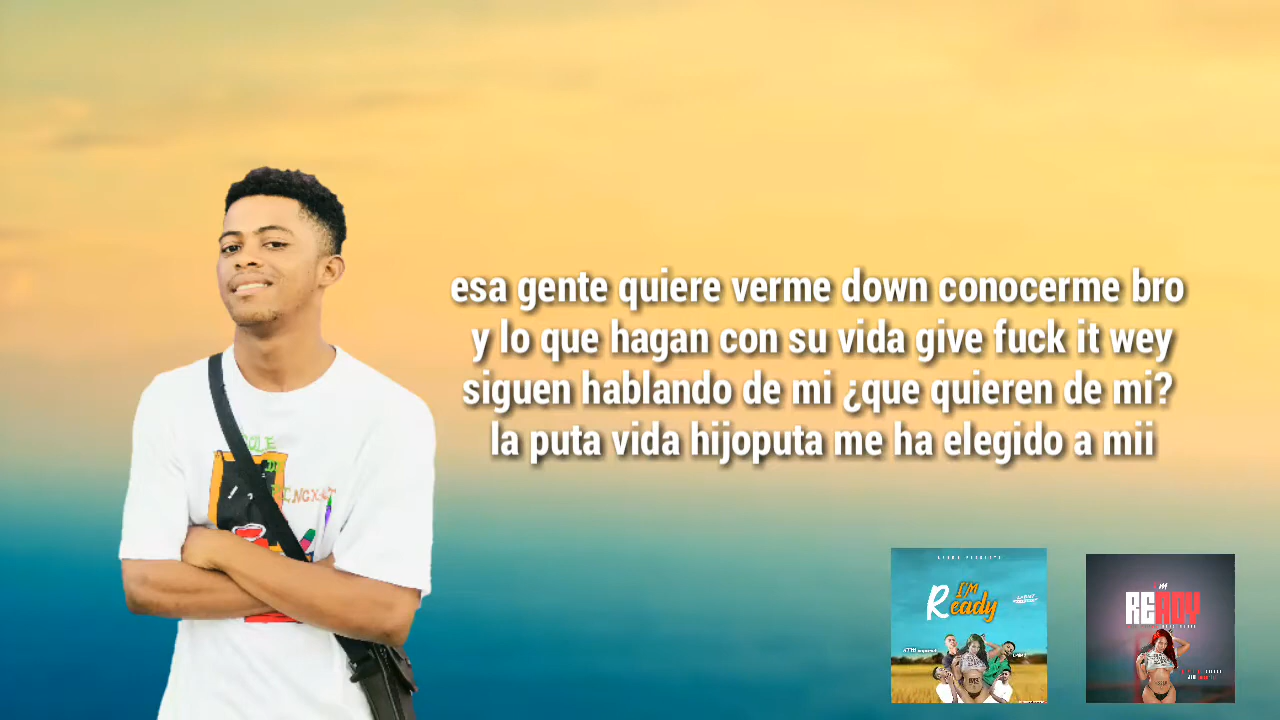 esa gente quiere verme down conocerme bro
y lo que hagan con su vida give fuck it wey
siguen hablando de mi ¿que quieren de mi?
la puta vida hijoputa me ha elegido a mii
I'M
Ready
I'm
READY